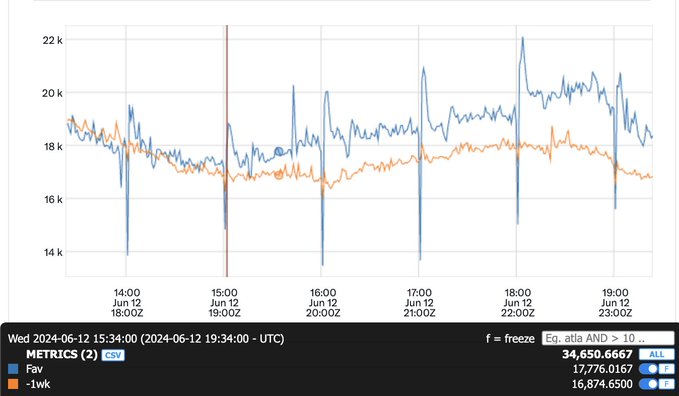 22 k
20 k
18 k
16 k
14 k
14:00 15:00 16:00 17:00 18:00 19:00
Jun 12 Jun 12 Jun 12 Jun 12 Jun 12 Jun 12
18:00Z 19:00Z 20:00Z 21:00Z 22:00Z 23:00Z
Wed 2024-06-12 15:34:00 (2024-06-12 19:34:00 - UTC) f = freeze Eq. atla AND > 10 ..
METRICS (2) CSV 34,650.6667 ALL
Fav 17,776.0167 F
-1wk 16,874.6500 F